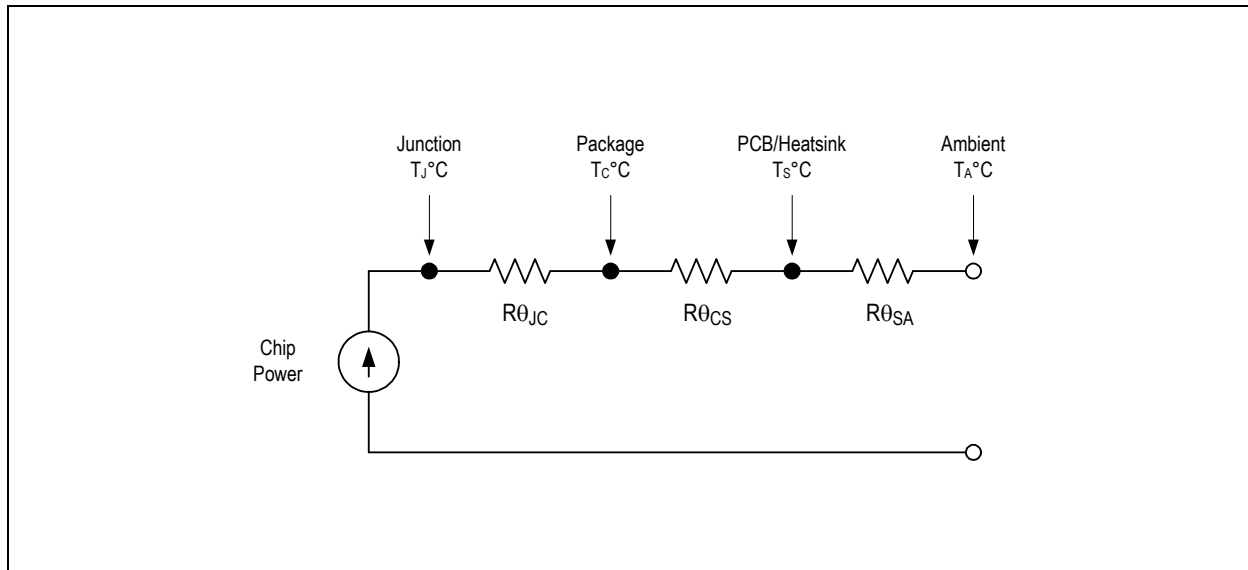 Junction
TJ°C
Package
TC°C
PCB/Heatsink
TS°C
Ambient
TA°C
RθJC
RθCS
RθSA
Chip
Power